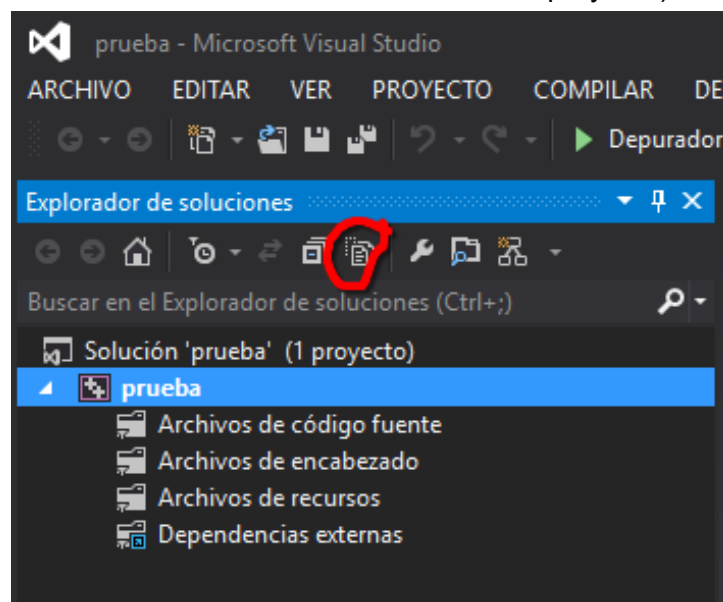 prueba - Microsoft Visual Studio
ARCHIVO EDITAR VER PROYECTO COMPILAR DE
Depurador
Explorador de soluciones
Buscar en el Explorador de soluciones (Ctrl+;)
Solución 'prueba' (1 proyecto)
prueba
Archivos de código fuente
Archivos de encabezado
Archivos de recursos
Dependencias externas